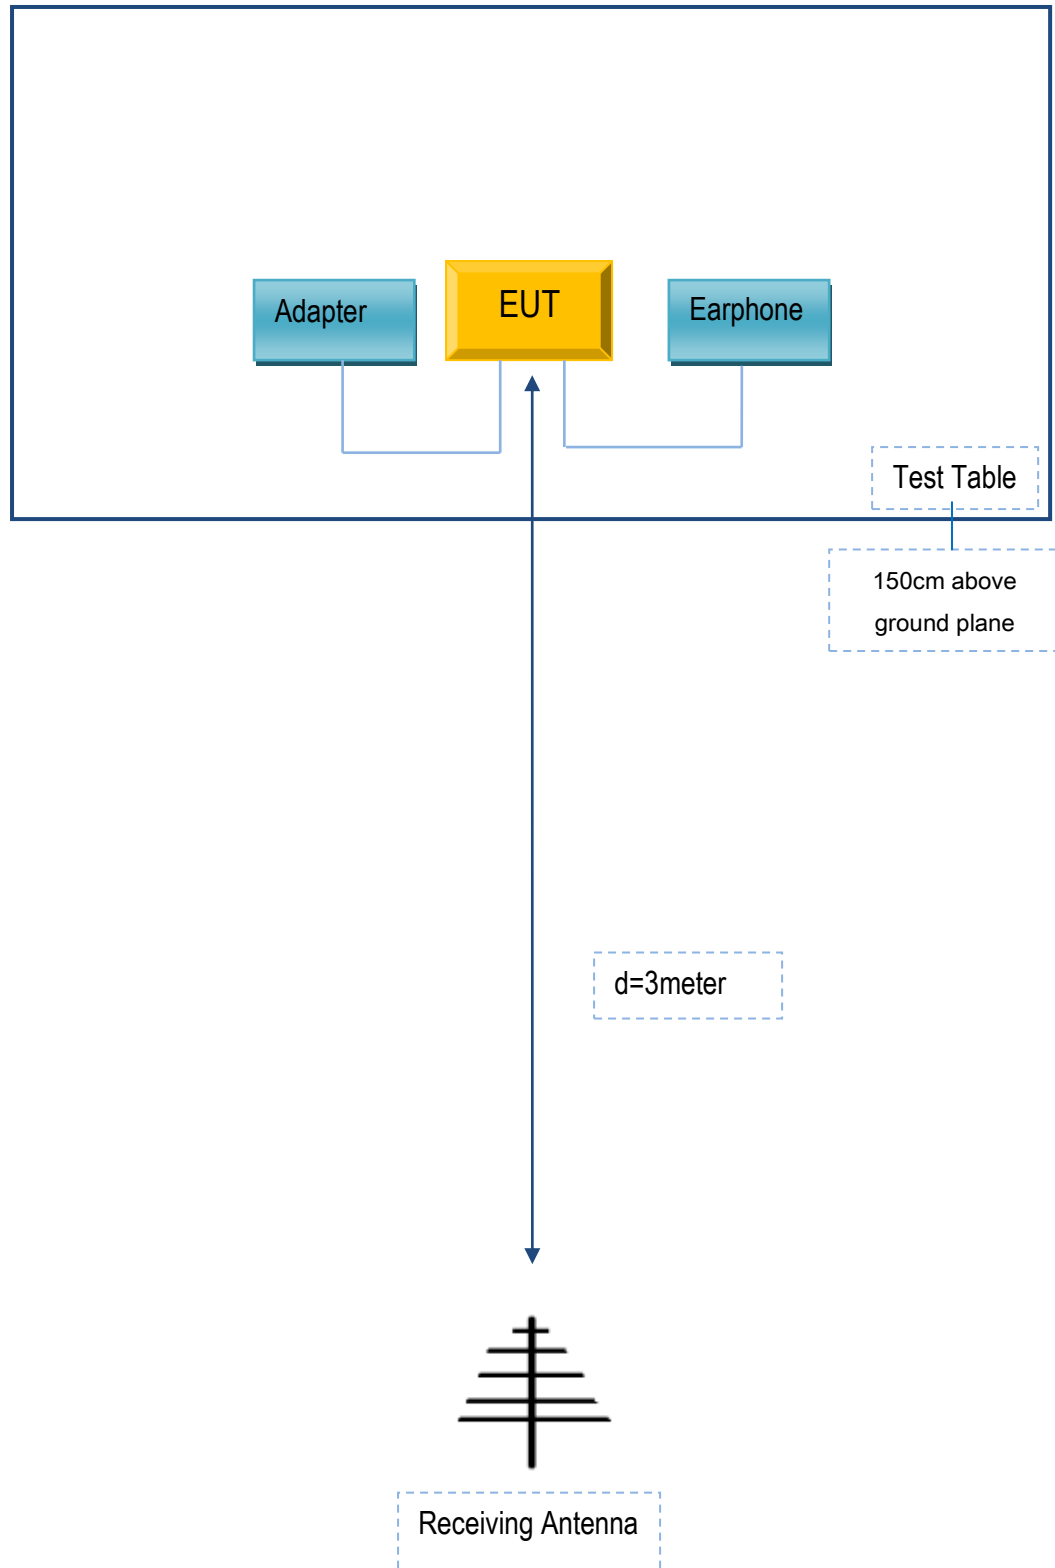 Adapter
EUT
Earphone
Test Table
150cm above
ground plane
d=3meter
Receiving Antenna